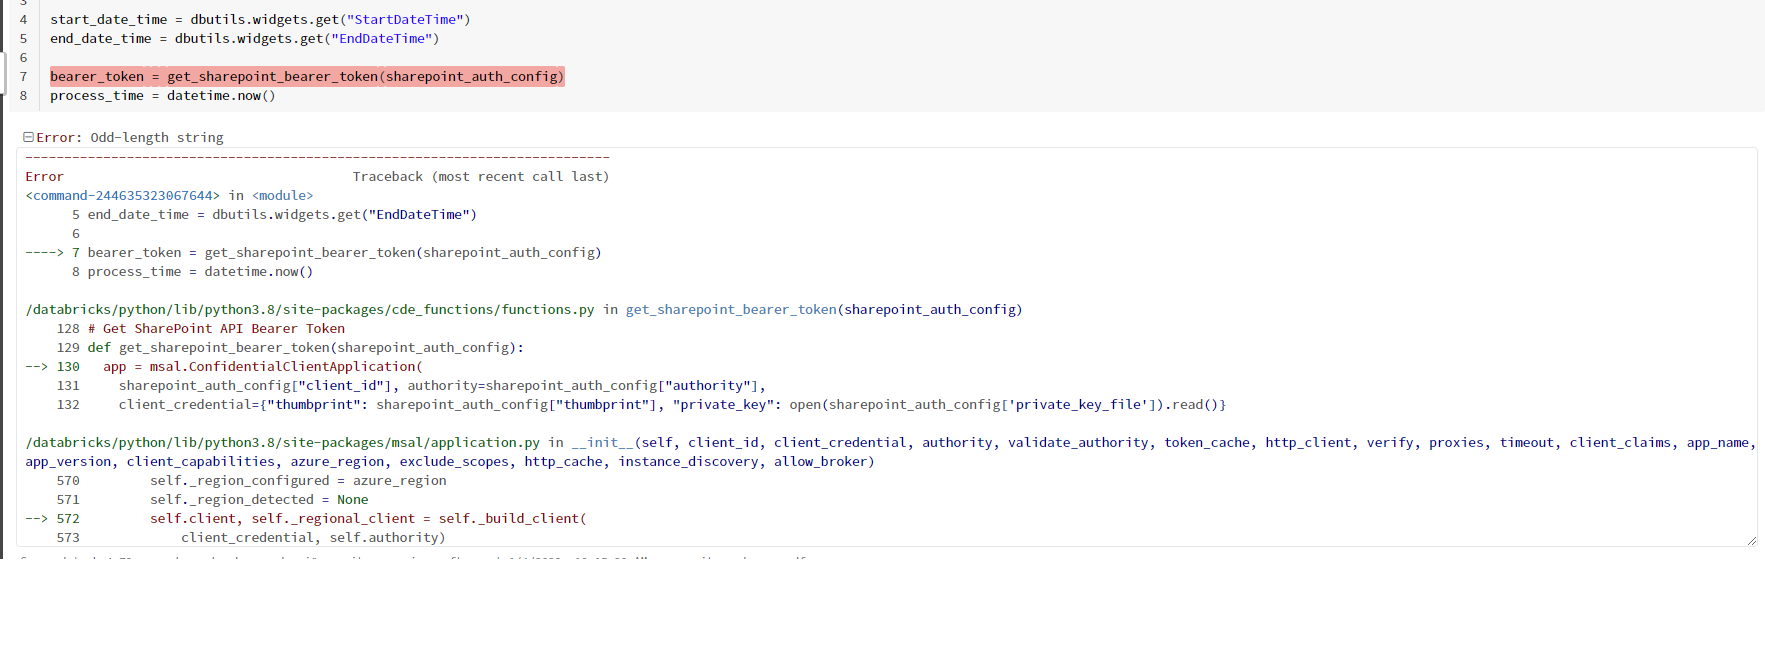 3
4 start_date_time = dbutils.widgets.get("StartDateTime")
5 end_date_time = dbutils.widgets.get("EndDateTime")
6
7 bearer_token = get_sharepoint_bearer_token(sharepoint_auth_config)
8 process_time = datetime.now()
Error: Odd-length string
---------------------------------------------------------------------------
Error                                     Traceback (most recent call last)
<command-244635323067644> in <module>
      5 end_date_time = dbutils.widgets.get("EndDateTime")
      6
----> 7 bearer_token = get_sharepoint_bearer_token(sharepoint_auth_config)
      8 process_time = datetime.now()
/databricks/python/lib/python3.8/site-packages/cde_functions/functions.py in get_sharepoint_bearer_token(sharepoint_auth_config)
    128 # Get SharePoint API Bearer Token
    129 def get_sharepoint_bearer_token(sharepoint_auth_config):
--> 130   app = msal.ConfidentialClientApplication(
    131     sharepoint_auth_config["client_id"], authority=sharepoint_auth_config["authority"],
    132     client_credential={"thumbprint": sharepoint_auth_config["thumbprint"], "private_key": open(sharepoint_auth_config['private_key_file']).read()}
/databricks/python/lib/python3.8/site-packages/msal/application.py in __init__(self, client_id, client_credential, authority, validate_authority, token_cache, http_client, verify, proxies, timeout, client_claims, app_name,
app_version, client_capabilities, azure_region, exclude_scopes, http_cache, instance_discovery, allow_broker)
    570         self._region_configured = azure_region
    571         self._region_detected = None
--> 572         self.client, self._regional_client = self._build_client(
    573             client_credential, self.authority)